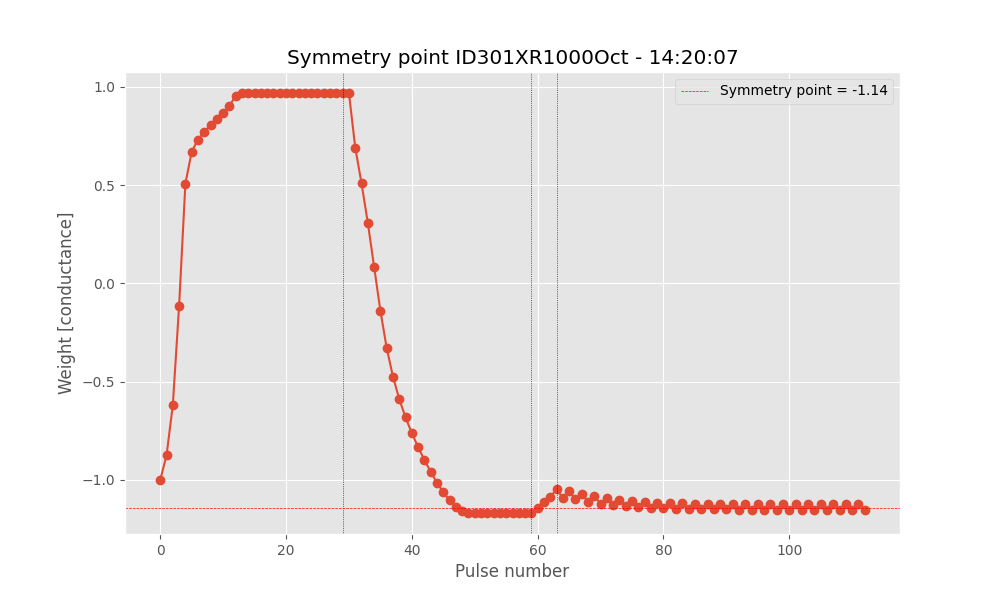 Symmetry point ID301XR1000Oct - 14:20:07
Symmetry point = -1.14
Weight [conductance]
1.0
0.5
0.0
−0.5
−1.0
0 20 40 60 80 100
Pulse number